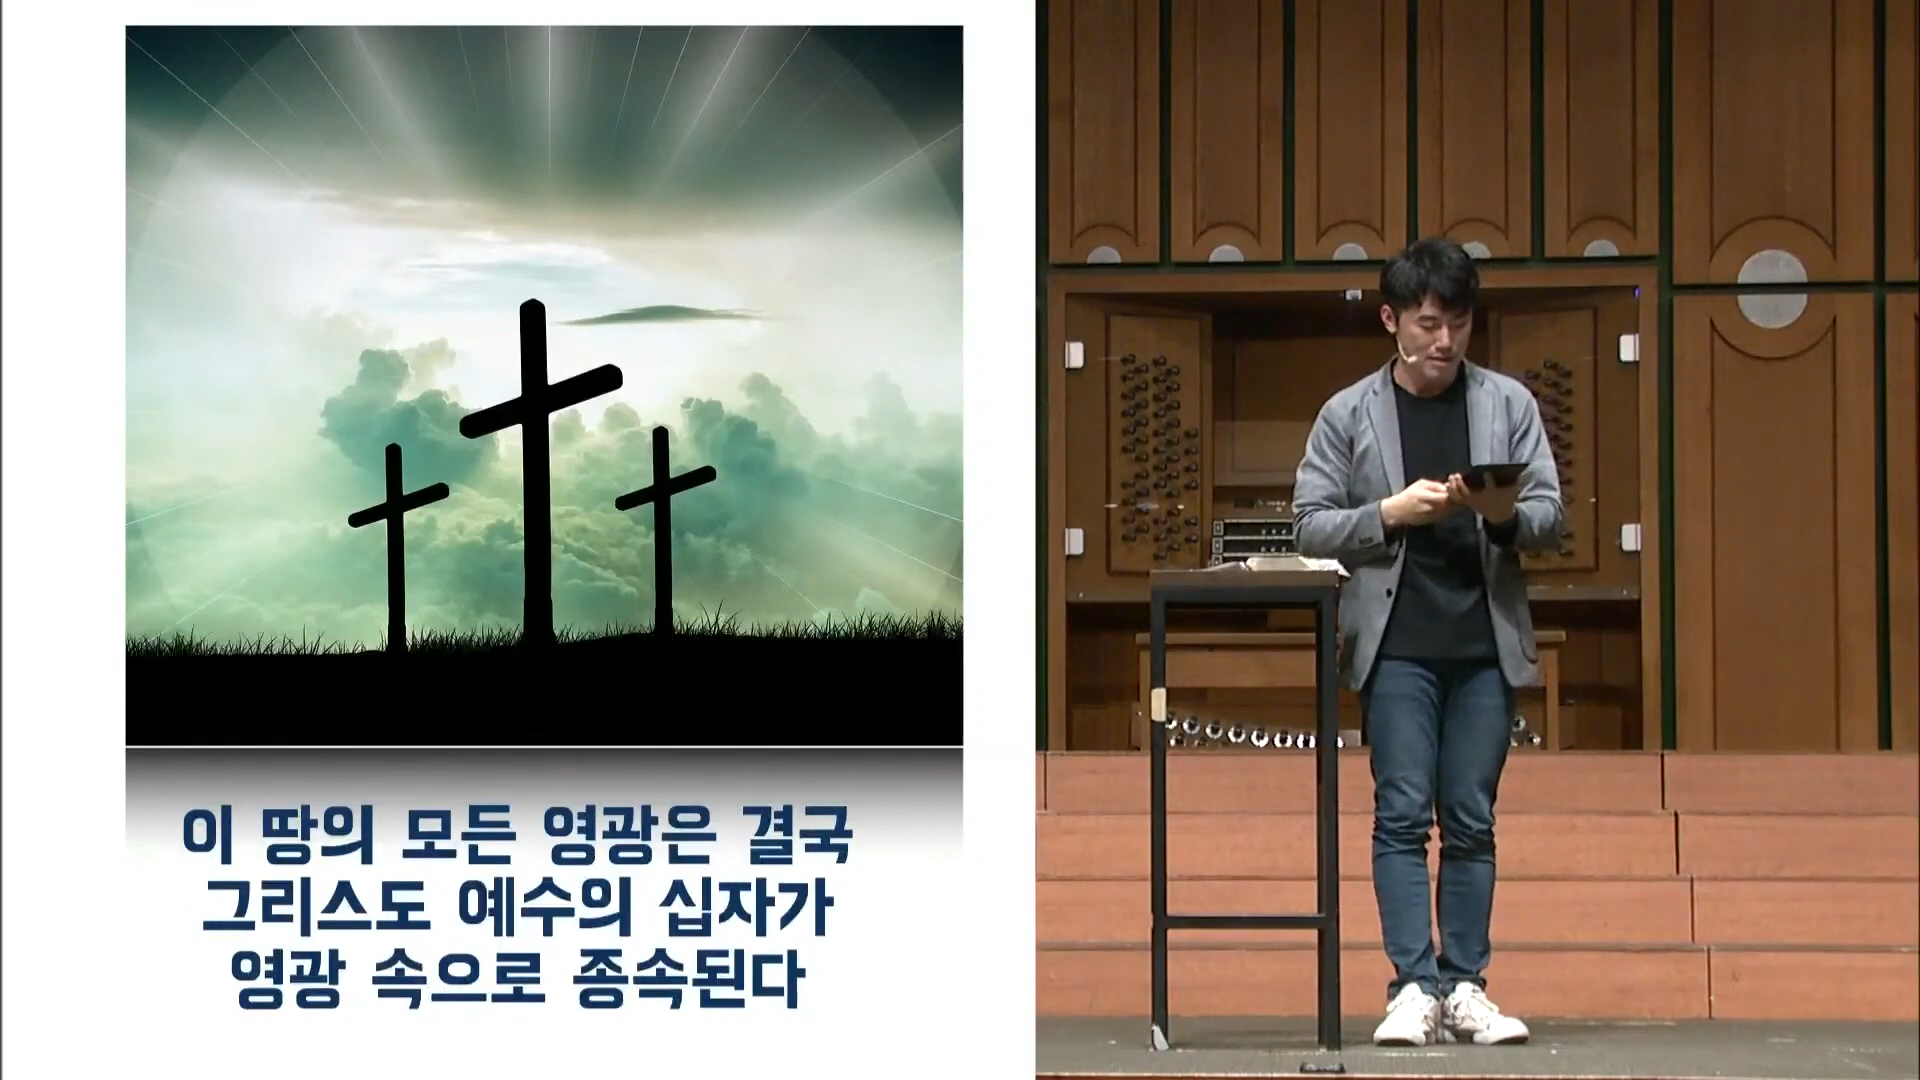 이 땅의 모든 영광은 결국
그리스도 예수의 십자가
영광 속으로 종속된다